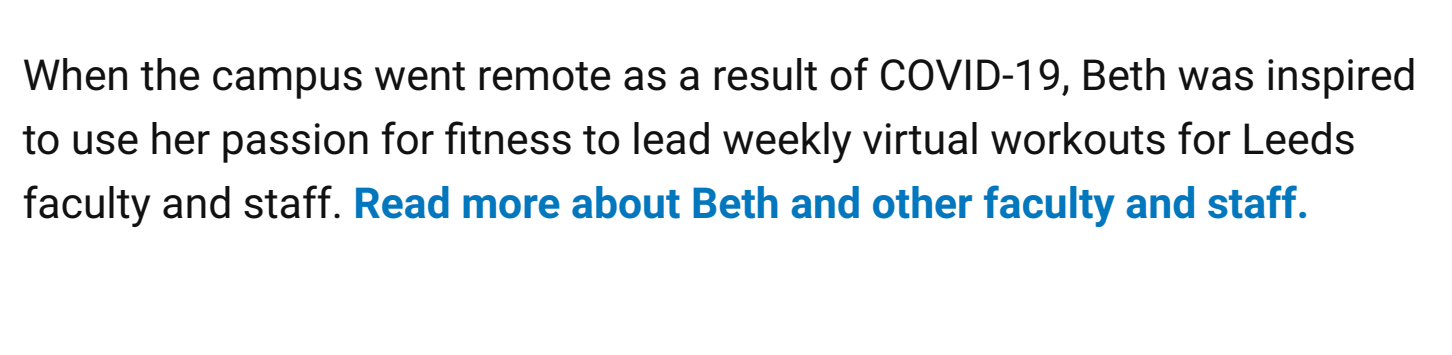 When the campus went remote as a result of COVID-19, Beth was inspired
to use her passion for fitness to lead weekly virtual workouts for Leeds
faculty and staff. Read more about Beth and other faculty and staff.